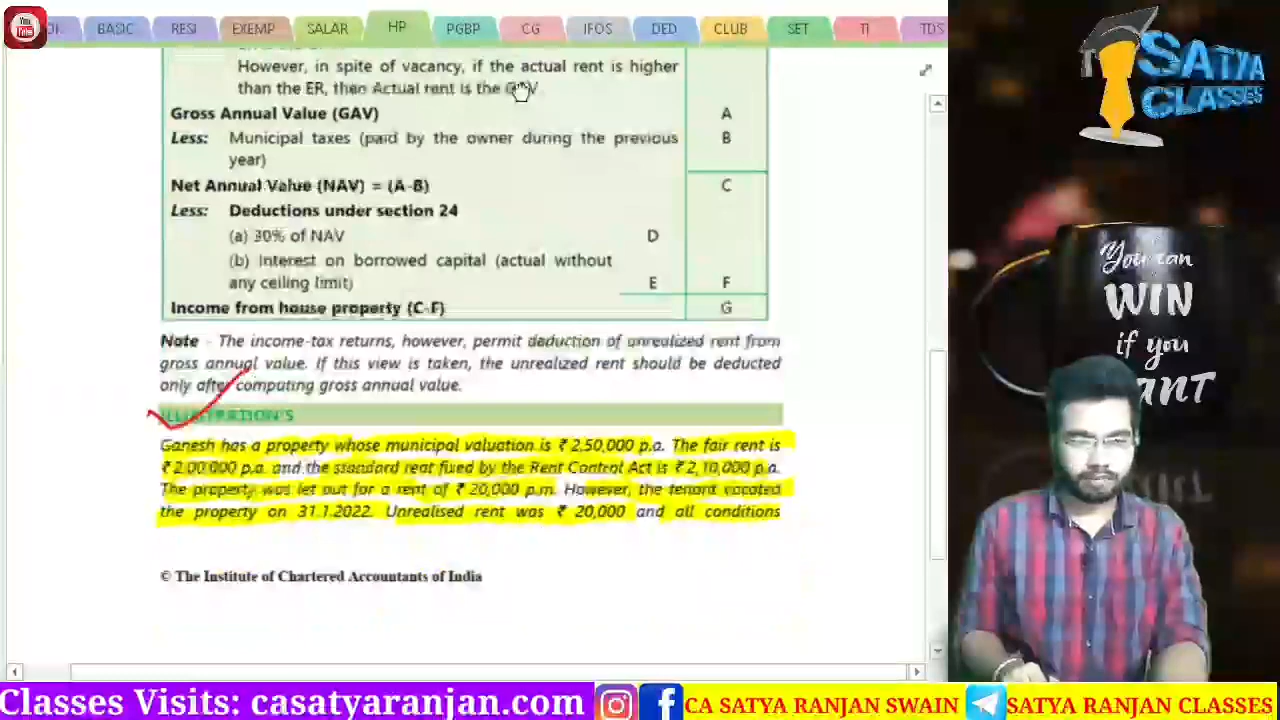 You Tube
BASIC RESI EXEMP SALAR HP PGBP CG IFOS DED CLUB SET TI TDS
However, in spite of vacancy, if the actual rent is higher
than the ER, then Actual rent is the
Gross Annual Value (GAV) A
Less: Municipal taxes (paid by the owner during the previous B
year)
Net Annual Value (NAV) = (A-B) C
Less: Deductions under section 24
(a) 30% of NAV D
(b) Interest on borrowed capital (actual without
any ceiling limit) E F
Income from house property (C-F) G
Note - The income-tax returns, however, permit deduction of unrealized rent from
gross annual value. If this view is taken, the unrealized rent should be deducted
only after computing gross annual value.
Ganesh has a property whose municipal valuation is ₹ 2,50,000 p.a. The fair rent is
₹ 2,00,000 p.a. and the standard rent fixed by the Rent Control Act is ₹ 2,10,000 p.a.
The property was let out for a rent of ₹ 20,000 p.m. However, the tenant vacated
the property on 31.1.2022. Unrealised rent was ₹ 20,000 and all conditions
© The Institute of Chartered Accountants of India
SATYA
CLASSES
You can
WIN
if you
ANT
Classes Visits: casatyaranjan.com
CA SATYA RANJAN SWAIN
SATYA RANJAN CLASSES